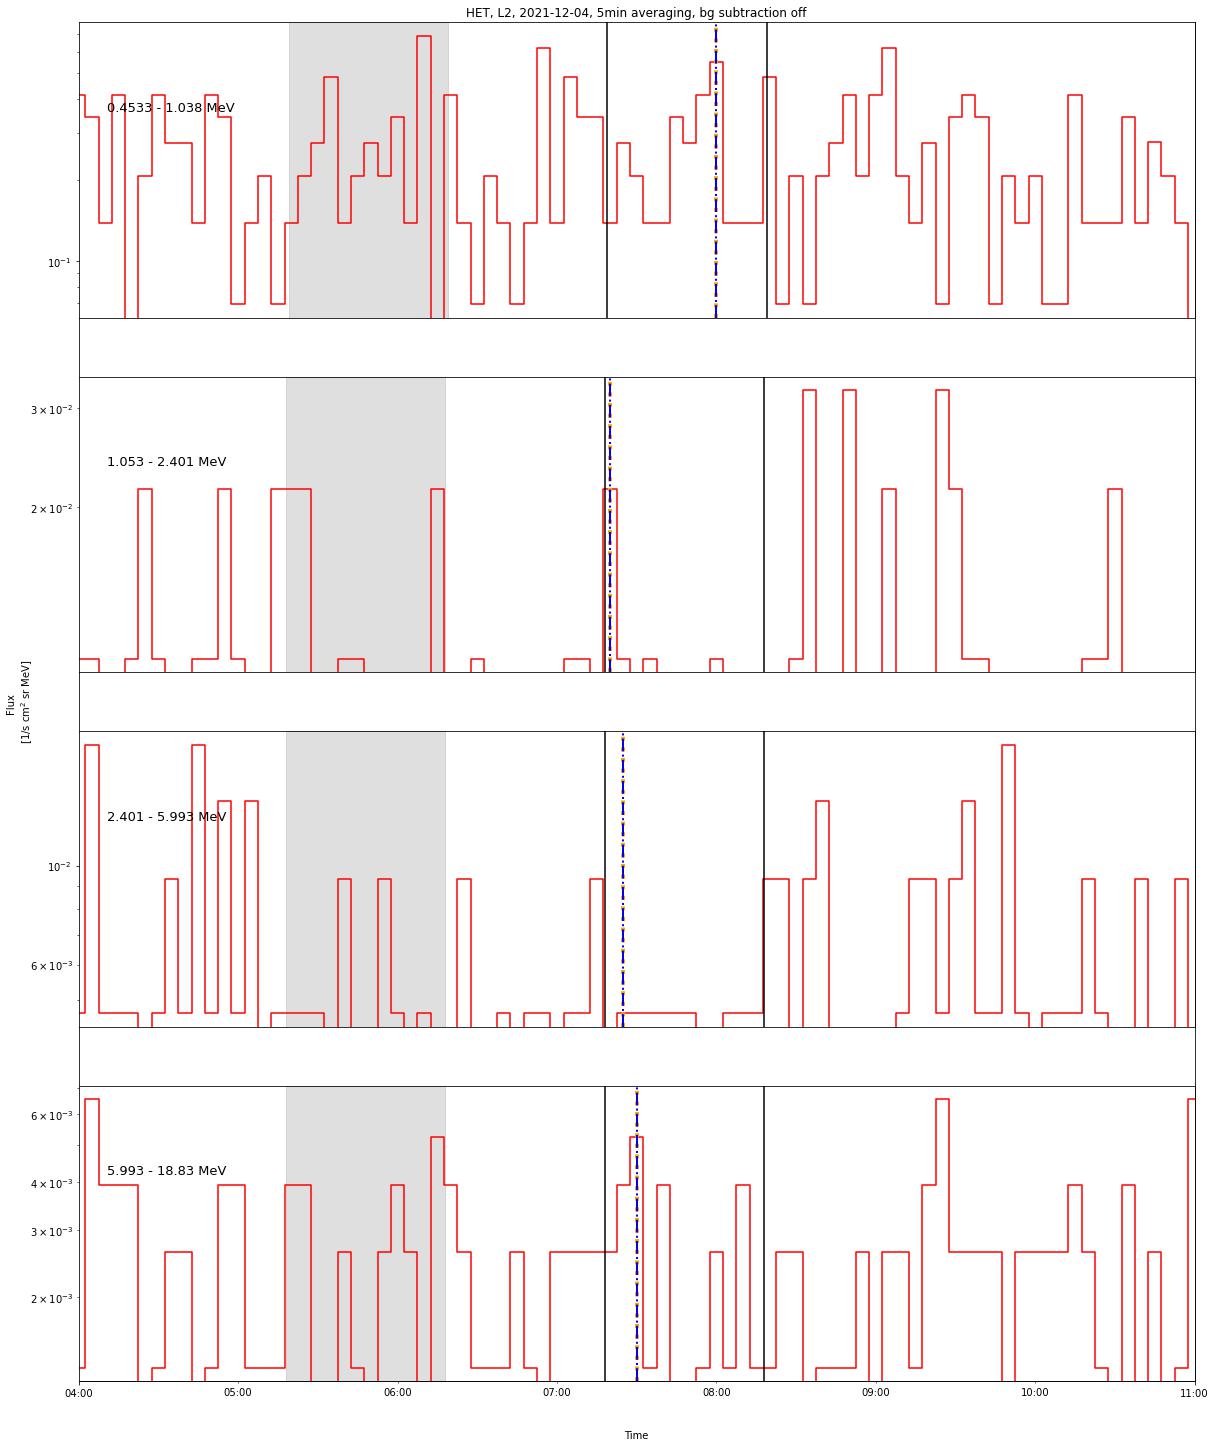 HET, L2, 2021-12-04, 5min averaging, bg subtraction off
0.4533 - 1.038 MeV
10⁻¹
3 × 10⁻²
1.053 - 2.401 MeV
2 × 10⁻²
Flux
[1/s cm² sr MeV]
2.401 - 5.993 MeV
10⁻²
6 × 10⁻³
6 × 10⁻³
5.993 - 18.83 MeV
4 × 10⁻³
3 × 10⁻³
2 × 10⁻³
04:00 05:00 06:00 07:00 08:00 09:00 10:00 11:00
Time